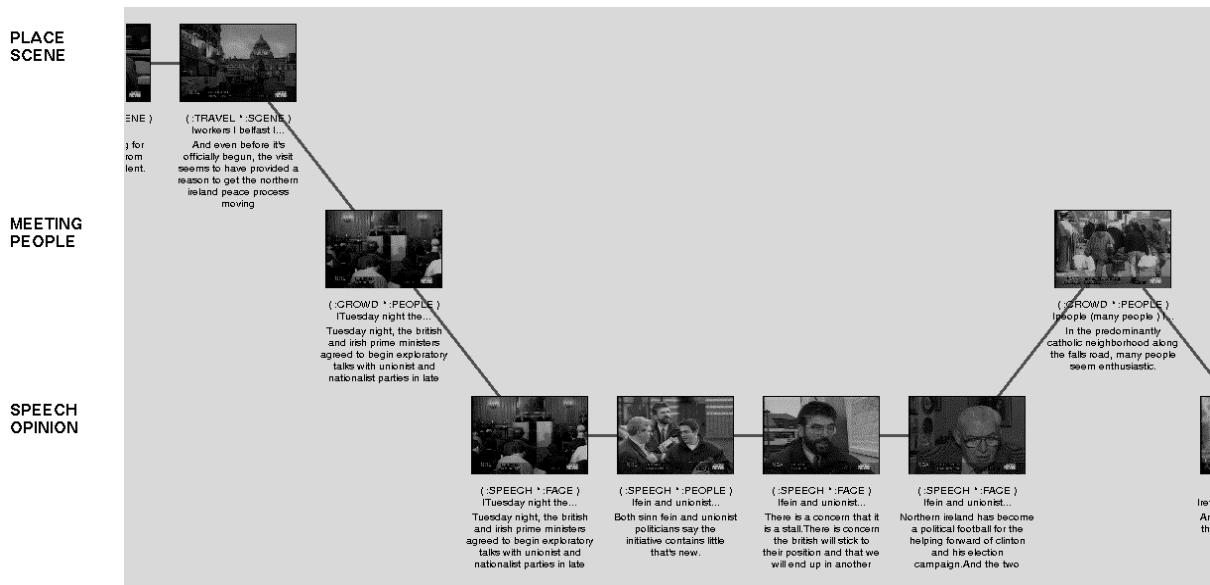 PLACE
SCENE
ENE )
g for
rom
lent.
( :TRAVEL * :SCENE )
lworkers l belfast l...
And even before it's
officially begun, the visit
seems to have provided a
reason to get the northern
ireland peace process
moving
MEETING
PEOPLE
( :CROWD * :PEOPLE )
lTuesday night the...
Tuesday night, the british
and irish prime ministers
agreed to begin exploratory
talks with unionist and
nationalist parties in late
( :CROWD * :PEOPLE )
lpeople (many people ) l...
In the predominantly
catholic neighborhood along
the falls road, many people
seem enthusiastic.
SPEECH
OPINION
( :SPEECH * :FACE )
lTuesday night the...
Tuesday night, the british
and irish prime ministers
agreed to begin exploratory
talks with unionist and
nationalist parties in late
( :SPEECH * :PEOPLE )
lfein and unionist...
Both sinn fein and unionist
politicians say the
initiative contains little
that's new.
( :SPEECH * :FACE )
lfein and unionist...
There is a concern that it
is a stall.There is concern
the british will stick to
their position and that we
will end up in another
( :SPEECH * :FACE )
lfein and unionist...
Northern ireland has become
a political football for the
helping forward of clinton
and his election
campaign.And the two
lre
A
th